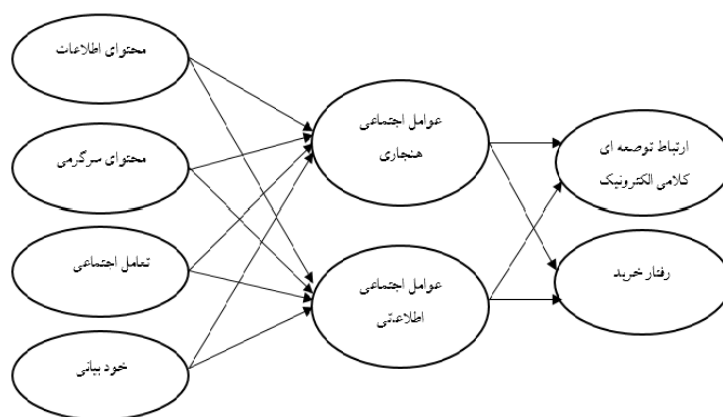 محتوای اطلاعات
محتوای سرگرمی
تعامل اجتماعی
خود بیانی
عوامل اجتماعی
هنجاری
عوامل اجتماعی
اطلاعاتی
ارتباط توصعه ای
کلامی الکترونیک
رفتار خرید